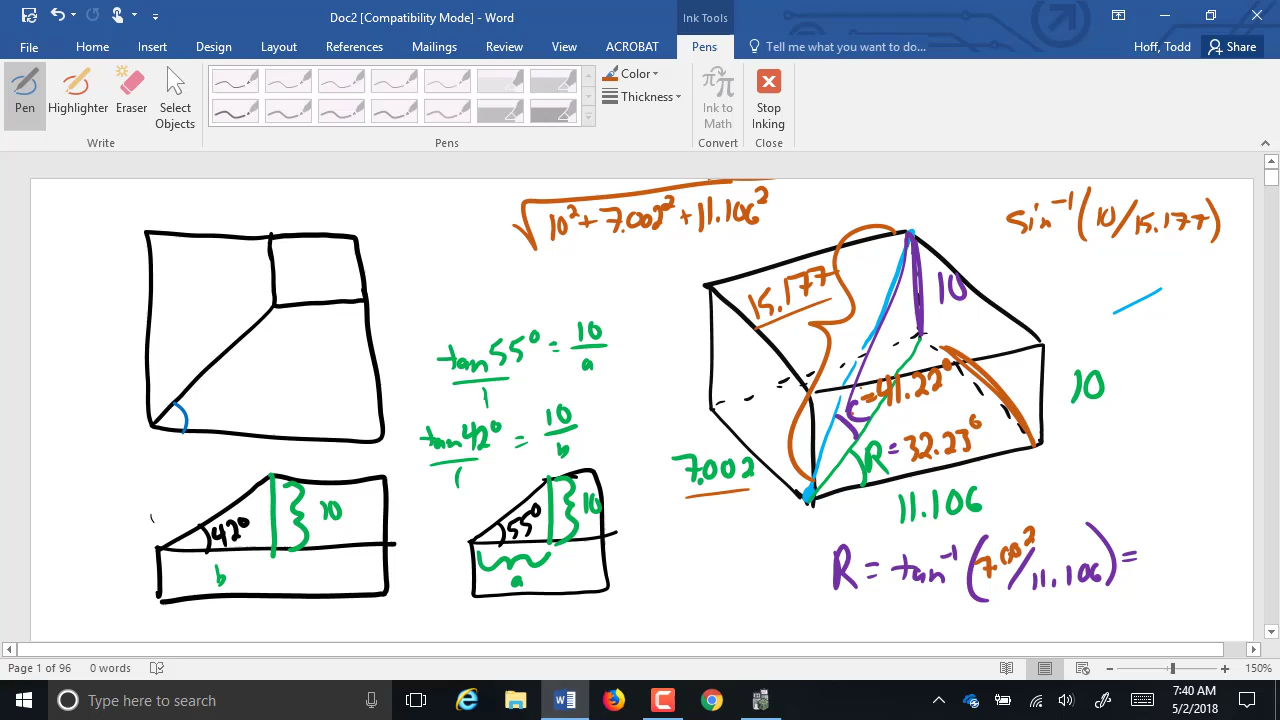 Doc2 [Compatibility Mode] - Word
Ink Tools
File Home Insert Design Layout References Mailings Review View ACROBAT Pens Tell me what you want to do... Hoff, Todd Share
Pen Highlighter Eraser Select Objects
Color
Thickness
Ink to Math
Stop Inking
Write Pens Convert Close
√10² + 7.002² + 11.106²
sin⁻¹(10/15.177)
15.177
10
tan 55° = 10/a
1
tan 42° = 10/b
1
C = 41.22°
10
R = 32.23°
7.002
11.106
42°
10
b
55°
10
a
R = tan⁻¹(7.002/11.106) =
Page 1 of 96 0 words
150%
Type here to search
7:40 AM
5/2/2018